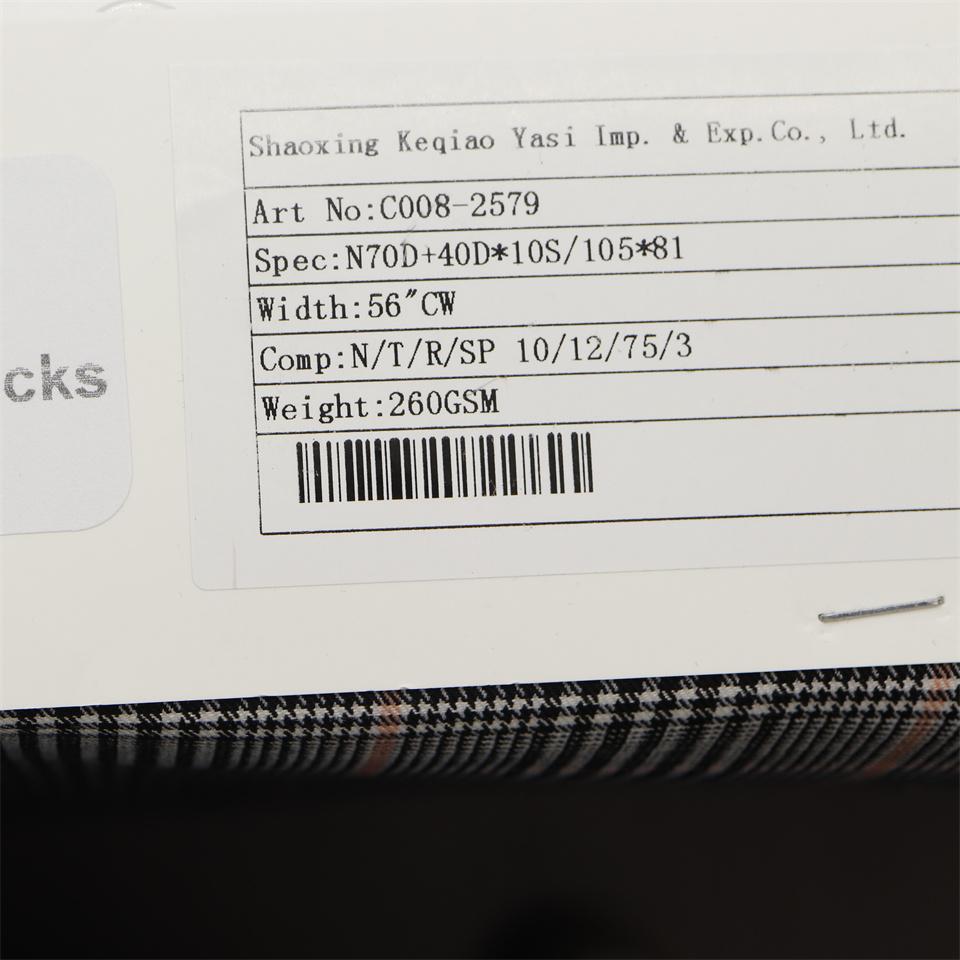 Shaoxing Keqiao Yasi Imp. & Exp.Co., Ltd.
Art No:C008-2579
Spec:N70D+40D*10S/105*81
Width:56″CW
Comp:N/T/R/SP 10/12/75/3
Weight:260GSM
cks